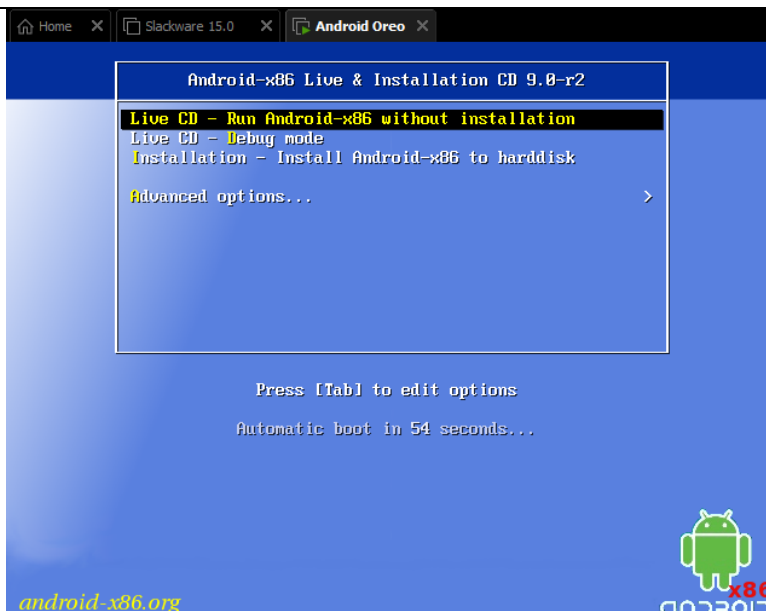 Home
Slackware 15.0
Android Oreo
Android-x86 Live & Installation CD 9.0-r2
Live CD - Run Android-x86 without installation
Live CD - Debug mode
Installation - Install Android-x86 to harddisk
Advanced options... >
Press [Tab] to edit options
Automatic boot in 54 seconds...
android-x86.org
x86